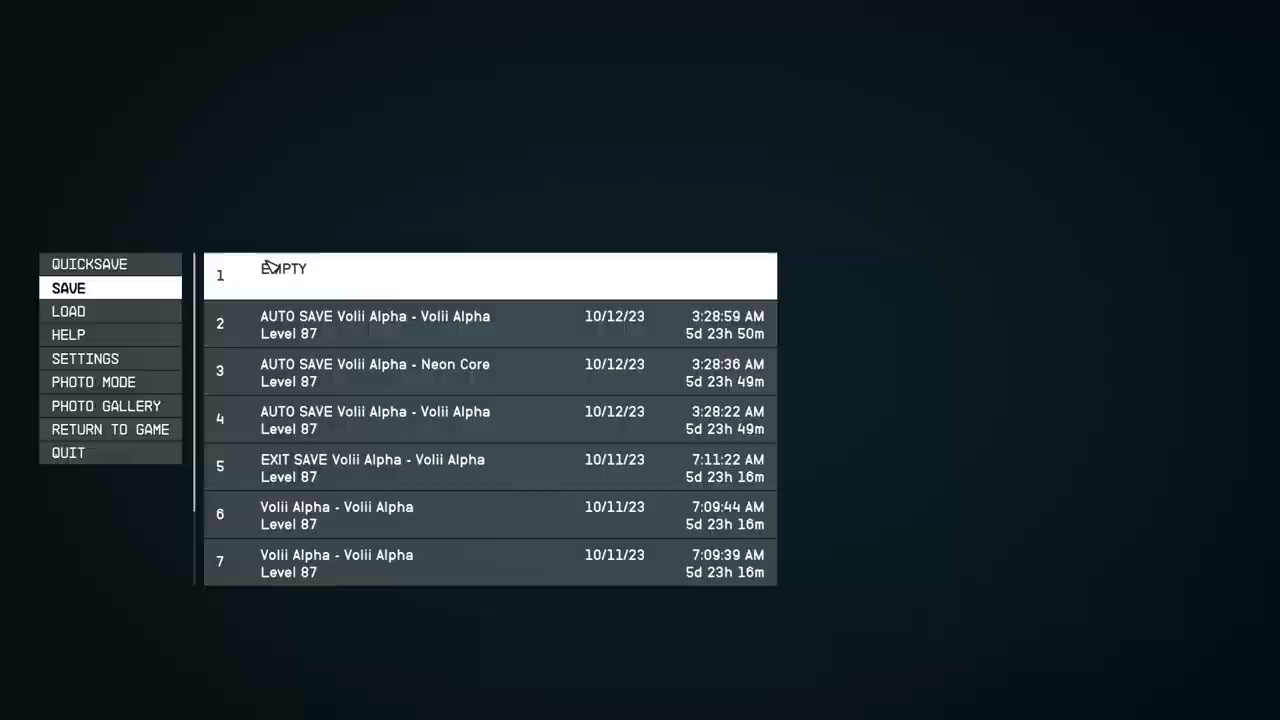 QUICKSAVE
SAVE
LOAD
HELP
SETTINGS
PHOTO MODE
PHOTO GALLERY
RETURN TO GAME
QUIT
1 EMPTY
2 AUTO SAVE Volii Alpha - Volii Alpha 10/12/23 3:28:59 AM
Level 87 5d 23h 50m
3 AUTO SAVE Volii Alpha - Neon Core 10/12/23 3:28:36 AM
Level 87 5d 23h 49m
4 AUTO SAVE Volii Alpha - Volii Alpha 10/12/23 3:28:22 AM
Level 87 5d 23h 49m
5 EXIT SAVE Volii Alpha - Volii Alpha 10/11/23 7:11:22 AM
Level 87 5d 23h 16m
6 Volii Alpha - Volii Alpha 10/11/23 7:09:44 AM
Level 87 5d 23h 16m
7 Volii Alpha - Volii Alpha 10/11/23 7:09:39 AM
Level 87 5d 23h 16m